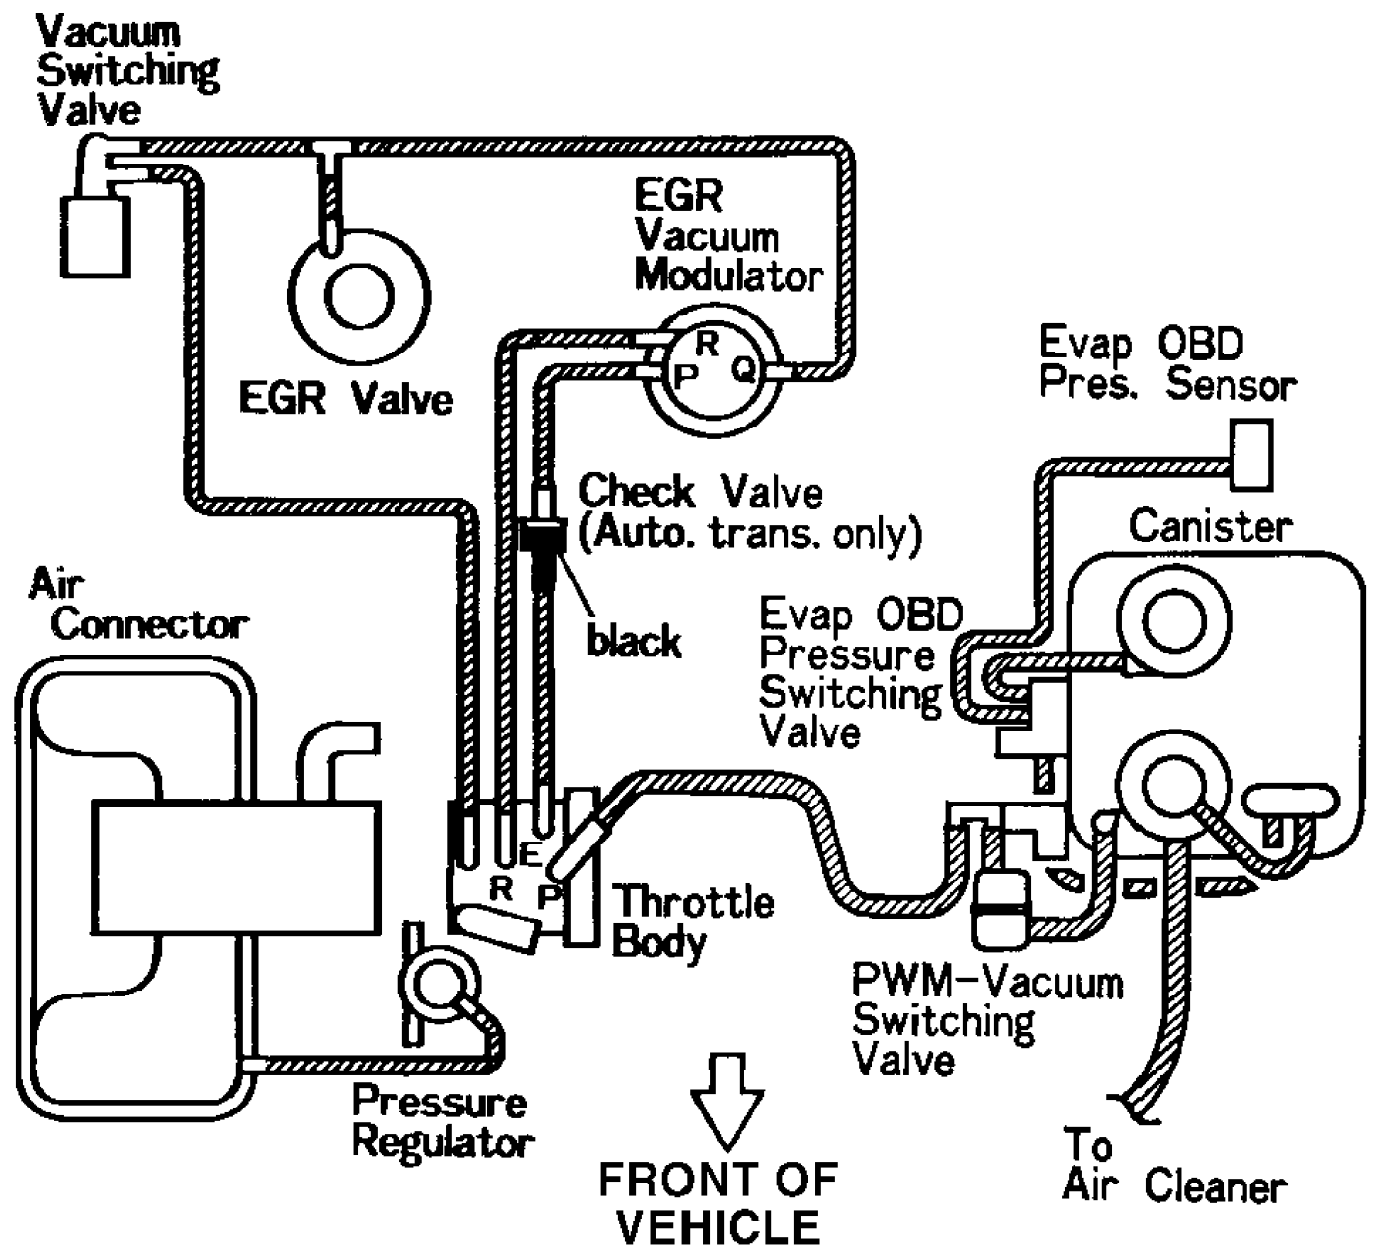 Vacuum
Switching
Valve
EGR
Vacuum
Modulator
R
P
Q
EGR Valve
Evap OBD
Pres. Sensor
Check Valve
(Auto. trans. only)
Canister
black
Air
Connector
Evap OBD
Pressure
Switching
Valve
E
R
P
Throttle
Body
PWM-Vacuum
Switching
Valve
Pressure
Regulator
To
Air Cleaner
FRONT OF
VEHICLE